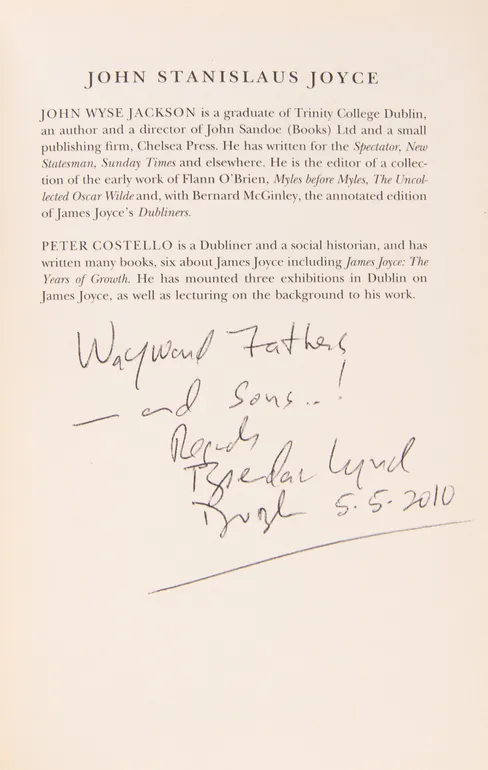 JOHN STANISLAUS JOYCE
JOHN WYSE JACKSON is a graduate of Trinity College Dublin,
an author and a director of John Sandoe (Books) Ltd and a small
publishing firm, Chelsea Press. He has written for the Spectator, New
Statesman, Sunday Times and elsewhere. He is the editor of a collec-
tion of the early work of Flann O'Brien, Myles before Myles, The Uncol-
lected Oscar Wilde and, with Bernard McGinley, the annotated edition
of James Joyce's Dubliners.
PETER COSTELLO is a Dubliner and a social historian, and has
written many books, six about James Joyce including James Joyce: The
Years of Growth. He has mounted three exhibitions in Dublin on
James Joyce, as well as lecturing on the background to his work.
Wayward Fathers
— and Sons..!
Regards
Brendan Lynch
5.5.2010